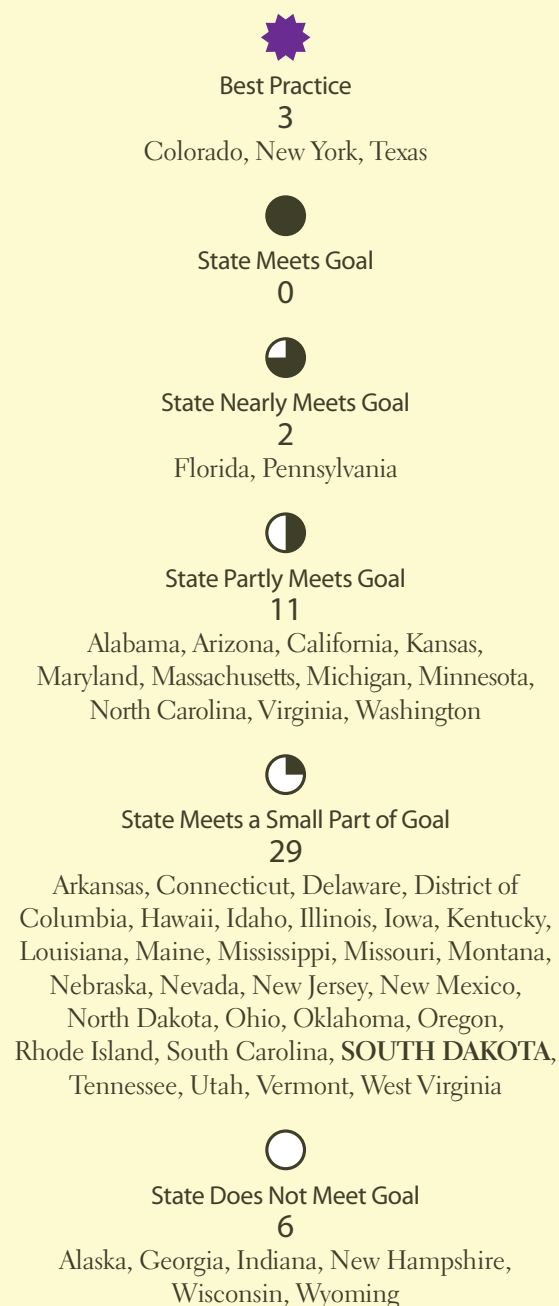 Best Practice
3
Colorado, New York, Texas
State Meets Goal
0
State Nearly Meets Goal
2
Florida, Pennsylvania
State Partly Meets Goal
11
Alabama, Arizona, California, Kansas,
Maryland, Massachusetts, Michigan, Minnesota,
North Carolina, Virginia, Washington
State Meets a Small Part of Goal
29
Arkansas, Connecticut, Delaware, District of
Columbia, Hawaii, Idaho, Illinois, Iowa, Kentucky,
Louisiana, Maine, Mississippi, Missouri, Montana,
Nebraska, Nevada, New Jersey, New Mexico,
North Dakota, Ohio, Oklahoma, Oregon,
Rhode Island, South Carolina, SOUTH DAKOTA,
Tennessee, Utah, Vermont, West Virginia
State Does Not Meet Goal
6
Alaska, Georgia, Indiana, New Hampshire,
Wisconsin, Wyoming